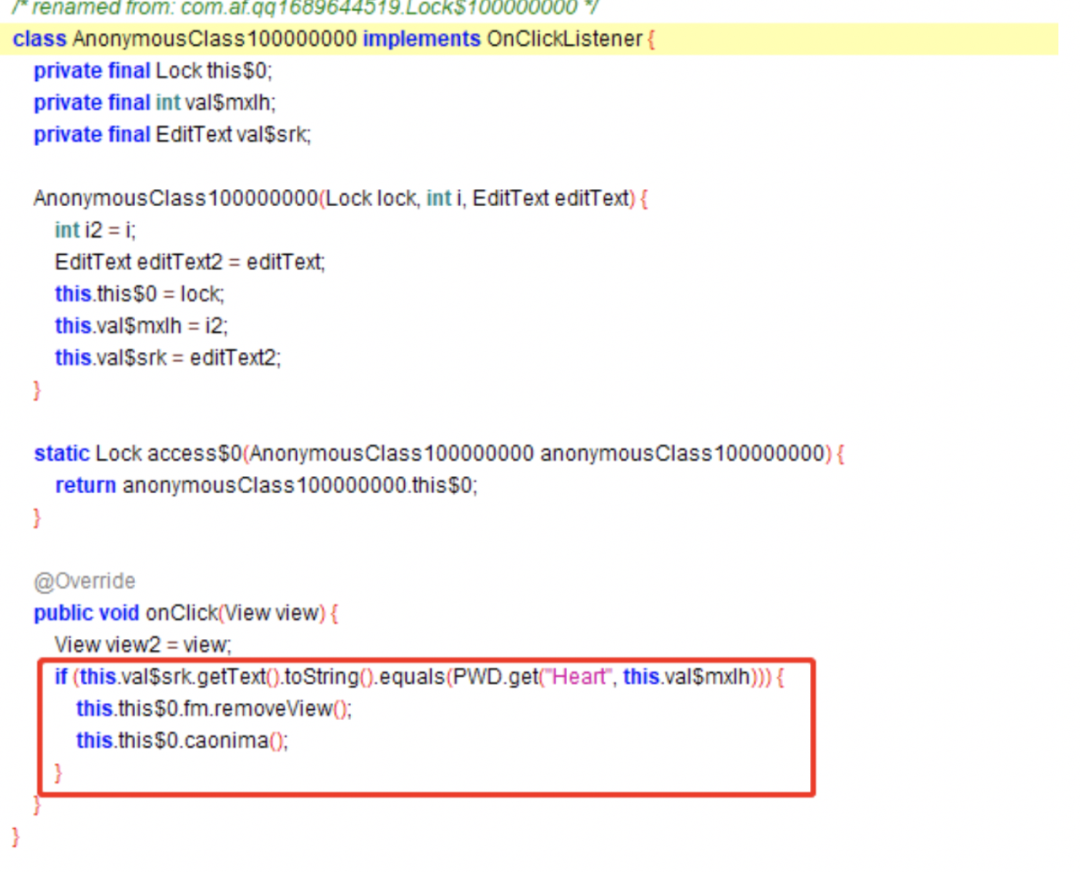 /* renamed from: com.af.qq1689644519.Lock$100000000 */
class AnonymousClass100000000 implements OnClickListener {
private final Lock this$0;
private final int val$mxlh;
private final EditText val$srk;
AnonymousClass100000000(Lock lock, int i, EditText editText) {
int i2 = i;
EditText editText2 = editText;
this.this$0 = lock;
this.val$mxlh = i2;
this.val$srk = editText2;
}
static Lock access$0(AnonymousClass100000000 anonymousClass100000000) {
return anonymousClass100000000.this$0;
}
@Override
public void onClick(View view) {
View view2 = view;
if (this.val$srk.getText().toString().equals(PWD.get("Heart", this.val$mxlh))) {
this.this$0.fm.removeView();
this.this$0.caonima();
}
}
}